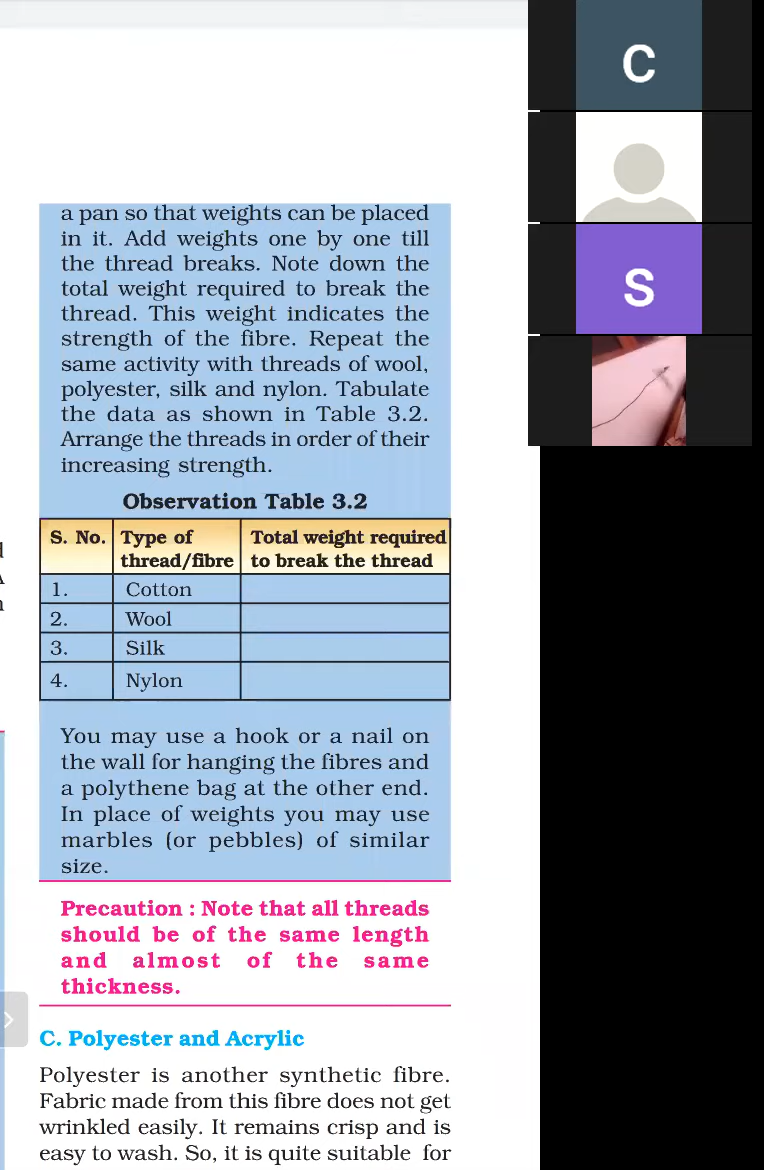 a pan so that weights can be placed
in it. Add weights one by one till
the thread breaks. Note down the
total weight required to break the
thread. This weight indicates the
strength of the fibre. Repeat the
same activity with threads of wool,
polyester, silk and nylon. Tabulate
the data as shown in Table 3.2.
Arrange the threads in order of their
increasing strength.
Observation Table 3.2
S. No. Type of thread/fibre Total weight required to break the thread
1. Cotton
2. Wool
3. Silk
4. Nylon
You may use a hook or a nail on
the wall for hanging the fibres and
a polythene bag at the other end.
In place of weights you may use
marbles (or pebbles) of similar
size.
Precaution : Note that all threads
should be of the same length
and almost of the same
thickness.
C. Polyester and Acrylic
Polyester is another synthetic fibre.
Fabric made from this fibre does not get
wrinkled easily. It remains crisp and is
easy to wash. So, it is quite suitable for
C
S